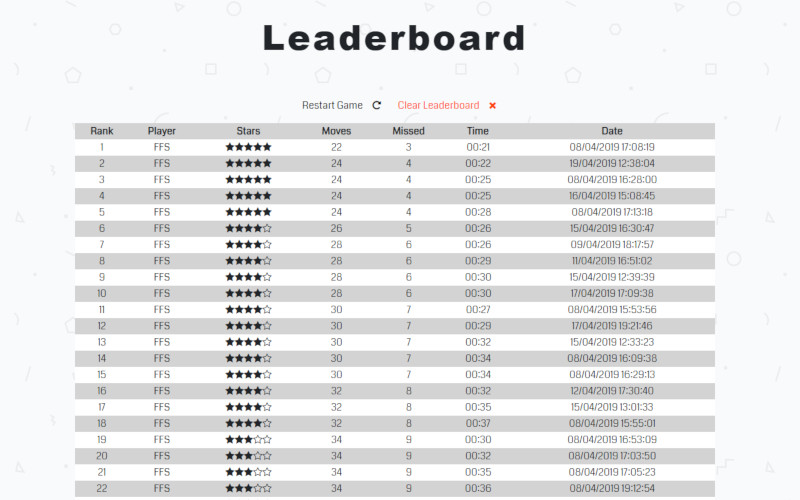 Leaderboard
Restart Game Clear Leaderboard
Rank Player Stars Moves Missed Time Date
1 FFS 22 3 00:21 08/04/2019 17:08:19
2 FFS 24 4 00:22 19/04/2019 12:38:04
3 FFS 24 4 00:25 08/04/2019 16:28:00
4 FFS 24 4 00:25 16/04/2019 15:08:45
5 FFS 24 4 00:28 08/04/2019 17:13:18
6 FFS 26 5 00:26 15/04/2019 16:30:47
7 FFS 28 6 00:26 09/04/2019 18:17:57
8 FFS 28 6 00:29 11/04/2019 16:51:02
9 FFS 28 6 00:30 15/04/2019 12:39:39
10 FFS 28 6 00:30 17/04/2019 17:09:38
11 FFS 30 7 00:27 08/04/2019 15:53:56
12 FFS 30 7 00:29 17/04/2019 19:21:46
13 FFS 30 7 00:32 15/04/2019 12:33:23
14 FFS 30 7 00:34 08/04/2019 16:09:38
15 FFS 30 7 00:34 08/04/2019 16:29:13
16 FFS 32 8 00:32 12/04/2019 17:30:40
17 FFS 32 8 00:35 15/04/2019 13:01:33
18 FFS 32 8 00:37 08/04/2019 15:55:01
19 FFS 34 9 00:30 08/04/2019 16:53:09
20 FFS 34 9 00:32 08/04/2019 17:03:50
21 FFS 34 9 00:35 08/04/2019 17:05:23
22 FFS 34 9 00:36 08/04/2019 19:12:54